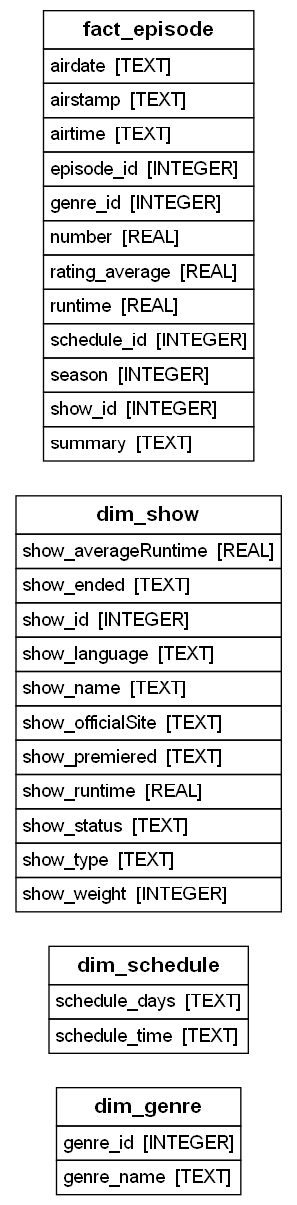 fact_episode
airdate [TEXT]
airstamp [TEXT]
airtime [TEXT]
episode_id [INTEGER]
genre_id [INTEGER]
number [REAL]
rating_average [REAL]
runtime [REAL]
schedule_id [INTEGER]
season [INTEGER]
show_id [INTEGER]
summary [TEXT]
dim_show
show_averageRuntime [REAL]
show_ended [TEXT]
show_id [INTEGER]
show_language [TEXT]
show_name [TEXT]
show_officialSite [TEXT]
show_premiered [TEXT]
show_runtime [REAL]
show_status [TEXT]
show_type [TEXT]
show_weight [INTEGER]
dim_schedule
schedule_days [TEXT]
schedule_time [TEXT]
dim_genre
genre_id [INTEGER]
genre_name [TEXT]